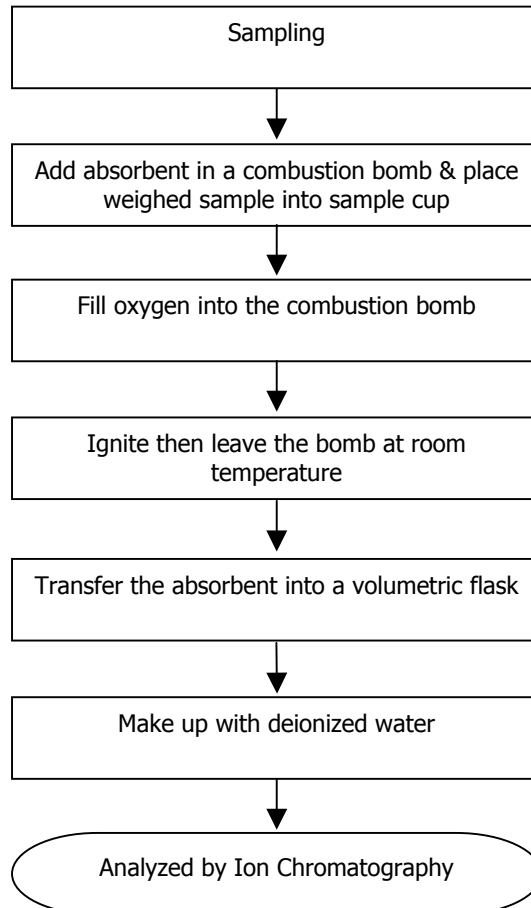 Sampling
Add absorbent in a combustion bomb & place
weighed sample into sample cup
Fill oxygen into the combustion bomb
Ignite then leave the bomb at room
temperature
Transfer the absorbent into a volumetric flask
Make up with deionized water
Analyzed by Ion Chromatography